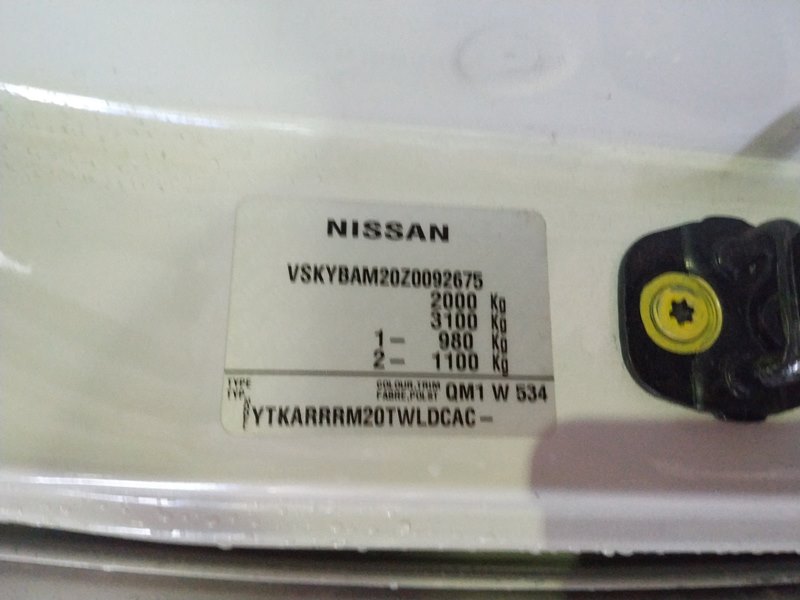 NISSAN
VSKYBAM20Z0092675
2000 Kg
3100 Kg
1- 980 Kg
2- 1100 Kg
TYPE COLOUR,TRIM
TYP. FARBE,POLST QM1 W 534
YTKARRRM20TWLDCAC-